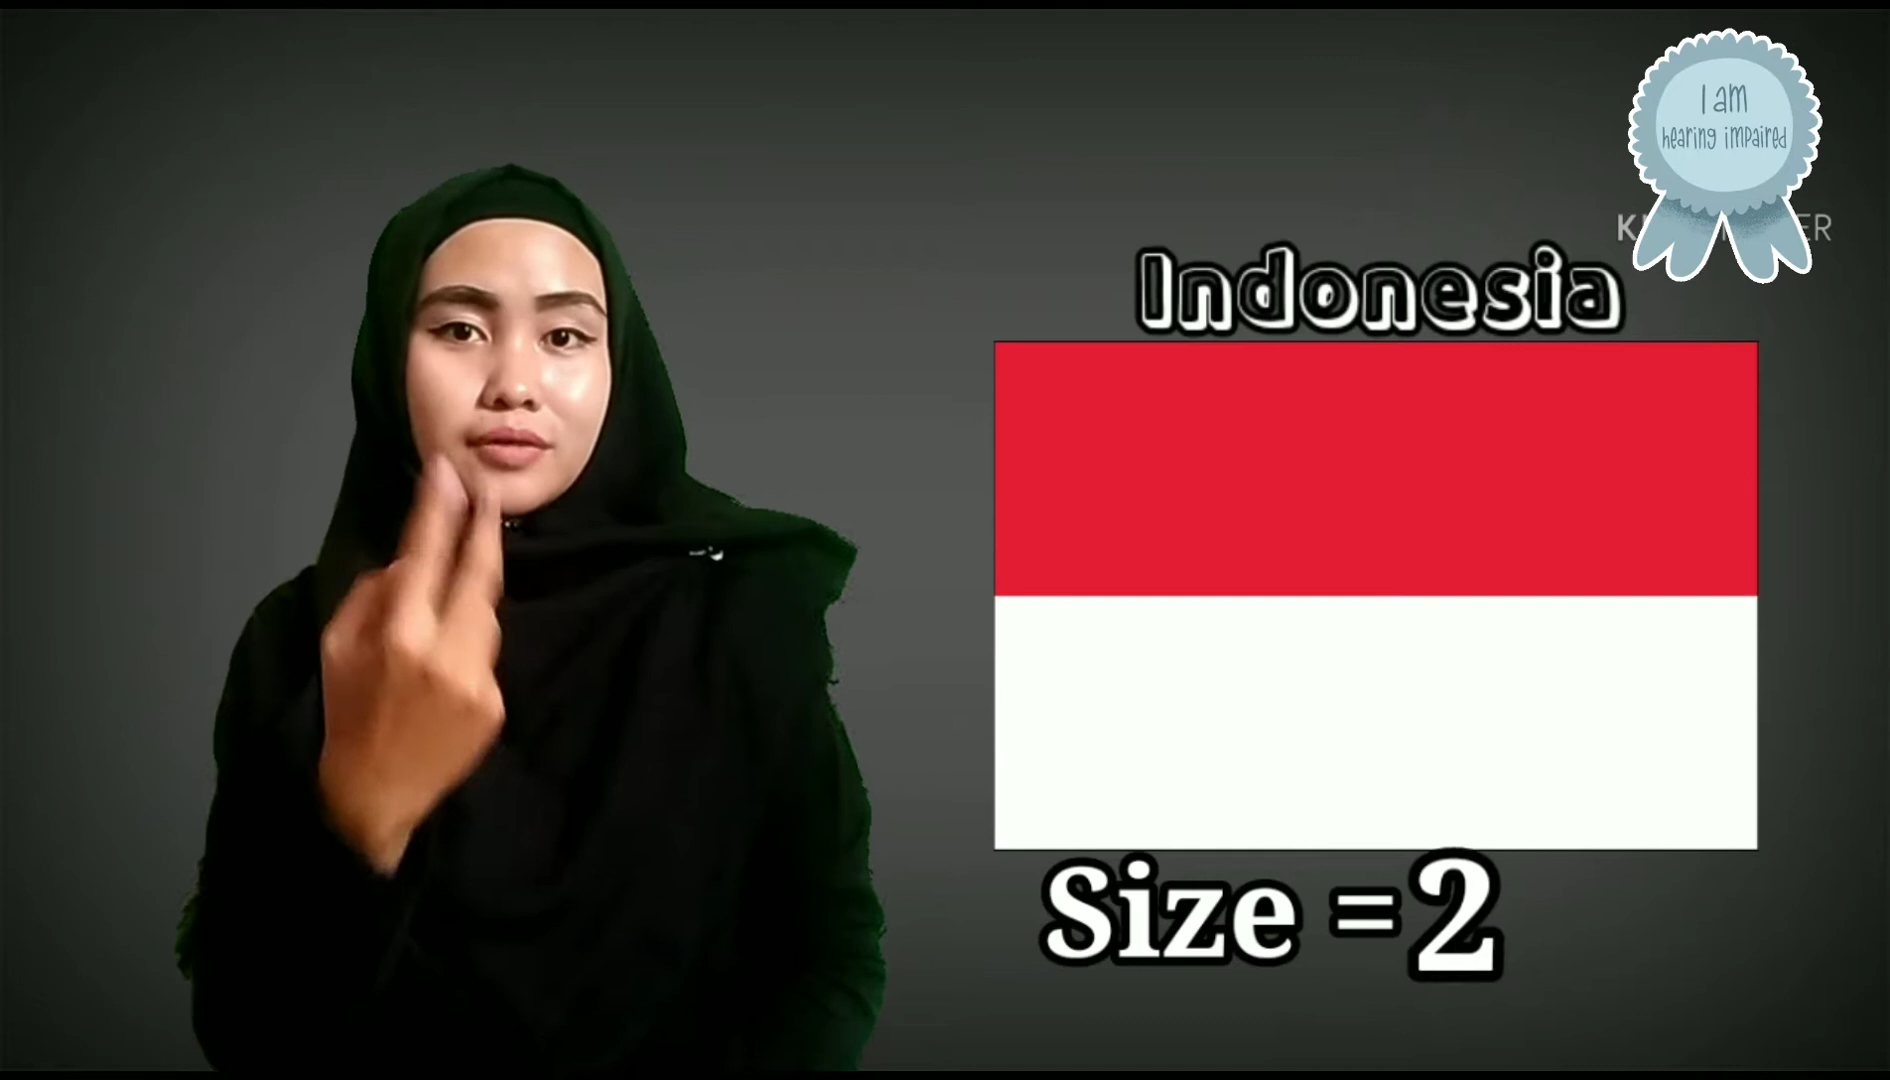 I am
hearing impaired
Indonesia
Size = 2